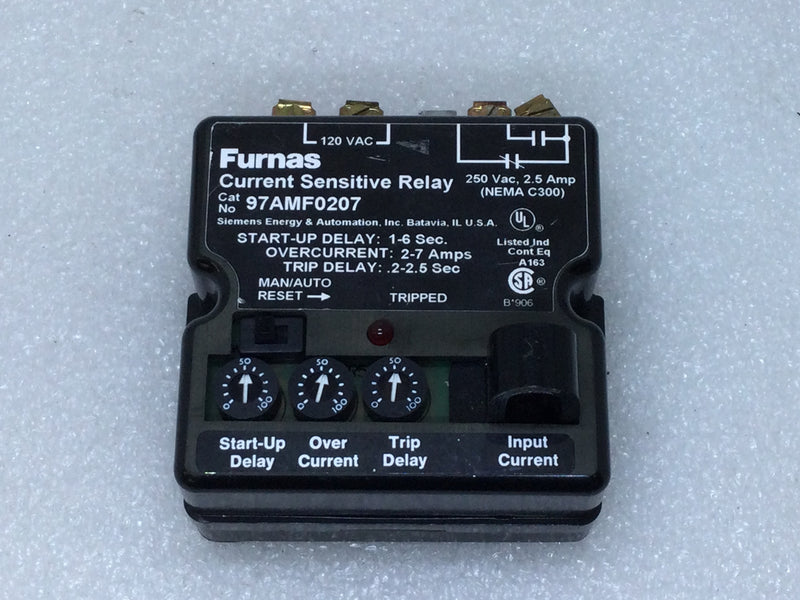 120 VAC
Furnas
Current Sensitive Relay
250 Vac, 2.5 Amp
(NEMA C300)
Cat
No 97AMF0207
Siemens Energy & Automation, Inc. Batavia, IL U.S.A.
UL ®
START-UP DELAY: 1-6 Sec.
OVERCURRENT: 2-7 Amps
TRIP DELAY: .2-2.5 Sec
Listed Ind
Cont Eq
A163
SA ®
B*906
MAN/AUTO
RESET → TRIPPED
0 50 100
0 50 100
0 50 100
Start-Up
Delay
Over
Current
Trip
Delay
Input
Current